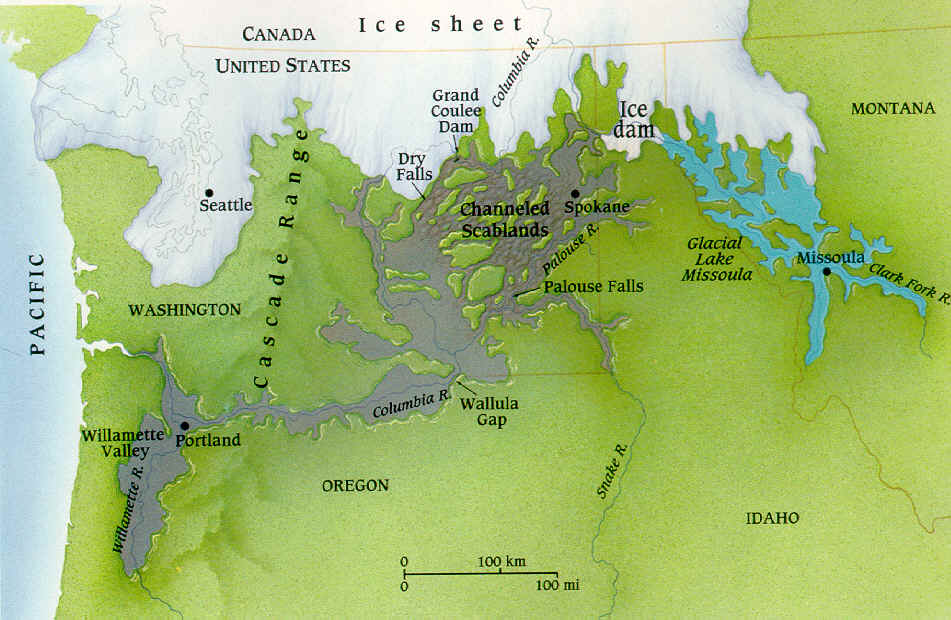 Ice sheet
CANADA
UNITED STATES
Columbia R.
Grand
Coulee
Dam
Ice
dam
MONTANA
Dry
Falls
Seattle
Cascade Range
Channeled
Scablands
Spokane
Palouse R.
Glacial
Lake
Missoula
Missoula
Clark Fork R.
PACIFIC
WASHINGTON
Palouse Falls
Columbia R.
Wallula
Gap
Willamette
Valley
Portland
Willamette R.
OREGON
Snake R.
IDAHO
0 100 km
0 100 mi